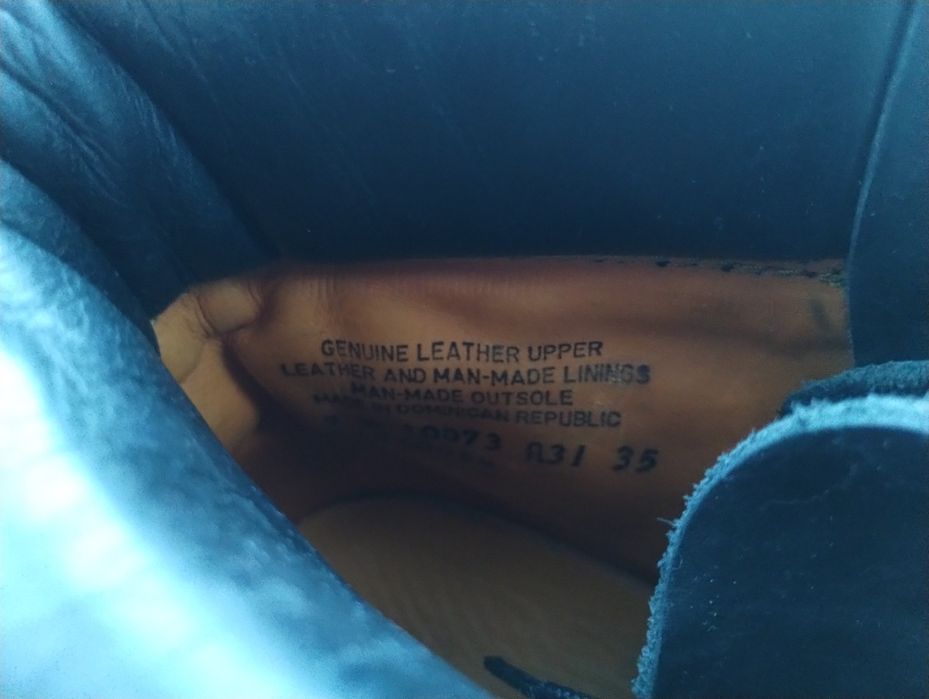 GENUINE LEATHER UPPER
LEATHER AND MAN-MADE LININGS
MAN-MADE OUTSOLE
MADE IN DOMINICAN REPUBLIC
10073 A31 35